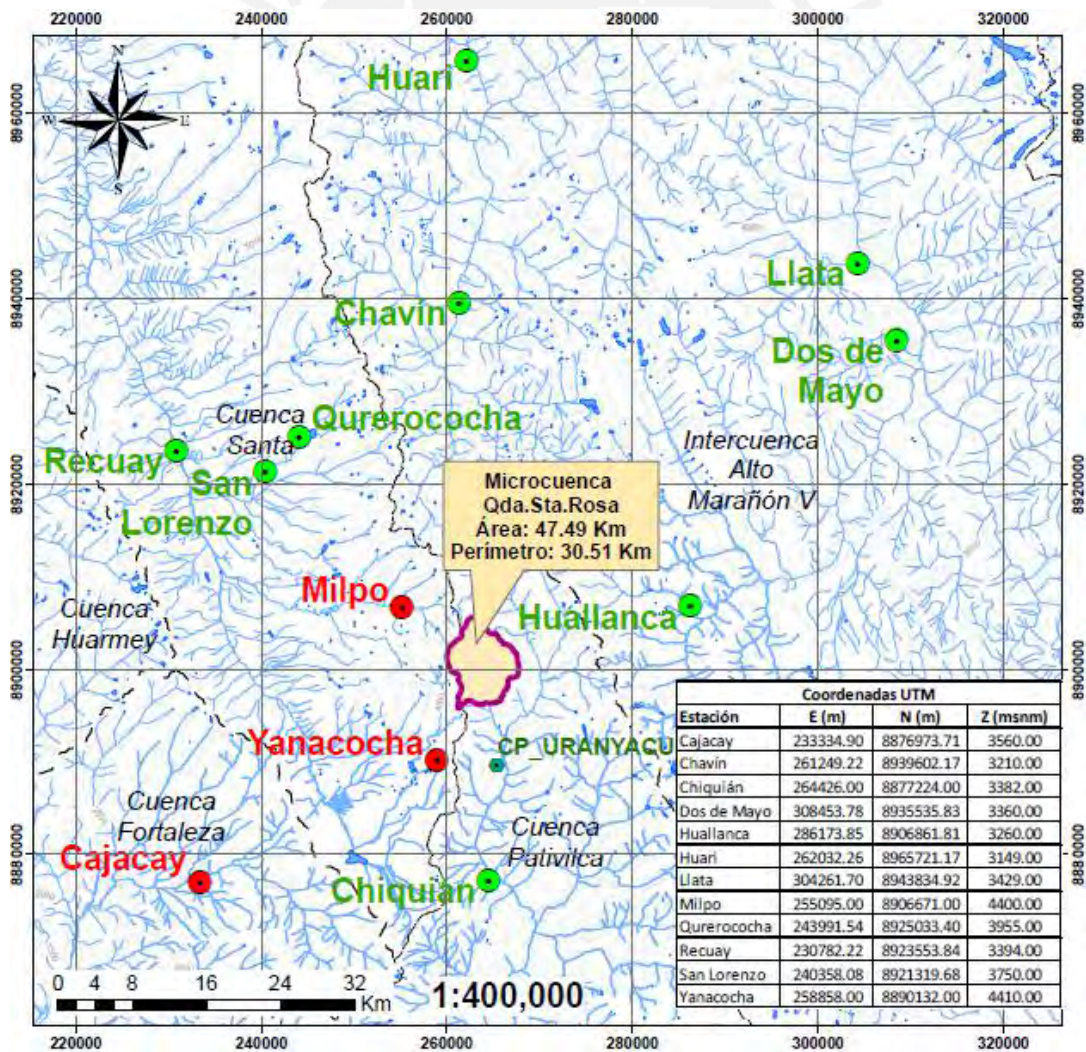 220000 240000 260000 280000 300000 320000
N
W E
S
8960000 8960000
8940000 8940000
8920000 8920000
8900000 8900000
8880000 8880000
Huari
Llata
Chavín
Dos de
Mayo
Cuenca
Santa
Qurerococha
Recuay
San
Lorenzo
Intercuenca
Alto
Marañón V
Microcuenca
Qda.Sta.Rosa
Área: 47.49 Km
Perímetro: 30.51 Km
Milpo
Cuenca
Huarmey
Huallanca
Yanacocha
CP_URANYACU
Cuenca
Fortaleza
Cuenca
Pativilca
Cajacay
Chiquián
Coordenadas UTM
Estación E (m) N (m) Z (msnm)
Cajacay 233334.90 8876973.71 3560.00
Chavín 261249.22 8939602.17 3210.00
Chiquián 264426.00 8877224.00 3382.00
Dos de Mayo 308453.78 8935535.83 3360.00
Huallanca 286173.85 8906861.81 3260.00
Huari 262032.26 8965721.17 3149.00
Llata 304261.70 8943834.92 3429.00
Milpo 255095.00 8906671.00 4400.00
Qurerococha 243991.54 8925033.40 3955.00
Recuay 230782.22 8923553.84 3394.00
San Lorenzo 240358.08 8921319.68 3750.00
Yanacocha 258858.00 8890132.00 4410.00
0 4 8 16 24 32
Km
1:400,000
220000 240000 260000 280000 300000 320000